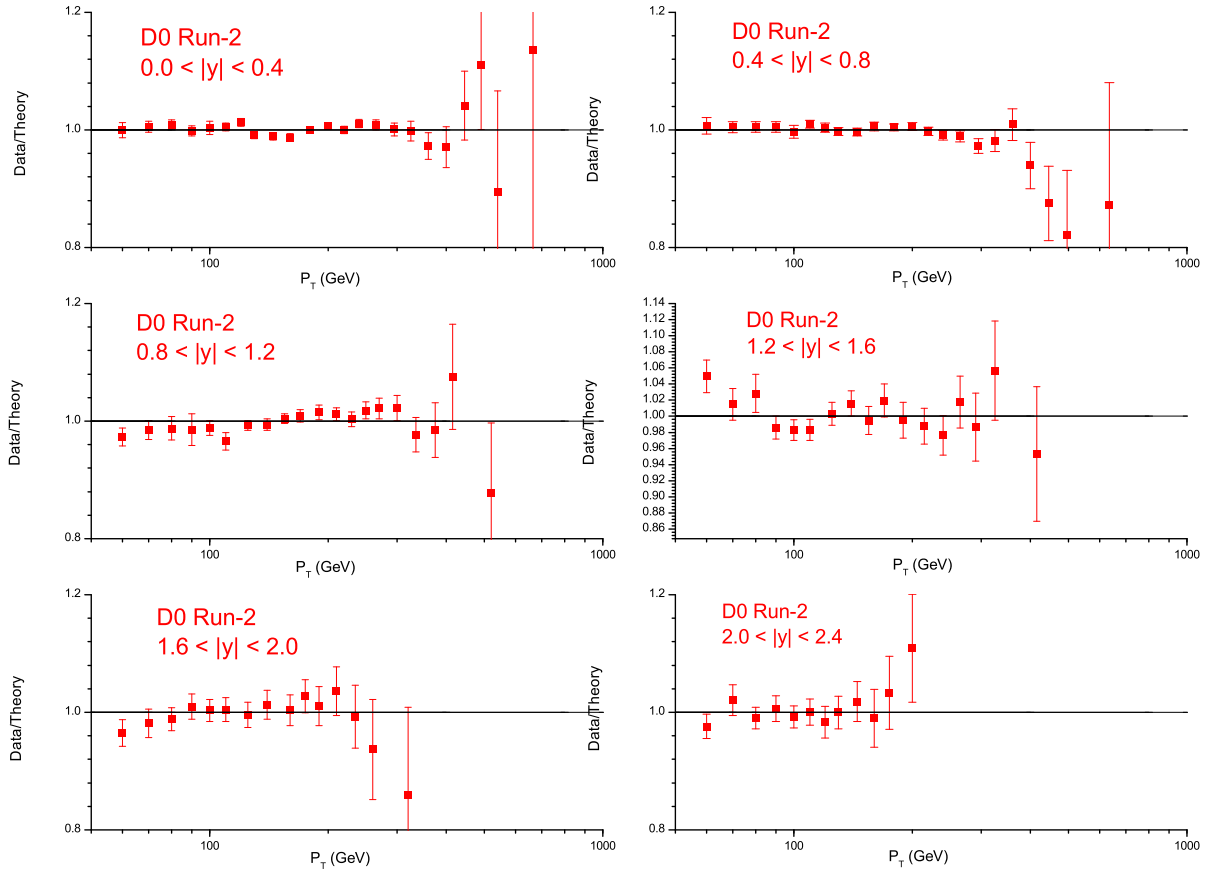 1.2
D0 Run-2
0.0 < |y| < 0.4
1.0
0.8
Data/Theory
100
1000
P_T (GeV)
1.2
D0 Run-2
0.4 < |y| < 0.8
1.0
0.8
Data/Theory
100
1000
P_T (GeV)
1.2
D0 Run-2
0.8 < |y| < 1.2
1.0
0.8
Data/Theory
100
1000
P_T (GeV)
1.14
1.12
1.10
1.08
1.06
1.04
1.02
1.00
0.98
0.96
0.94
0.92
0.90
0.88
0.86
D0 Run-2
1.2 < |y| < 1.6
Data/Theory
100
1000
P_T (GeV)
1.2
D0 Run-2
1.6 < |y| < 2.0
1.0
0.8
Data/Theory
100
1000
P_T (GeV)
1.2
D0 Run-2
2.0 < |y| < 2.4
1.0
0.8
Data/Theory
100
1000
P_T (GeV)